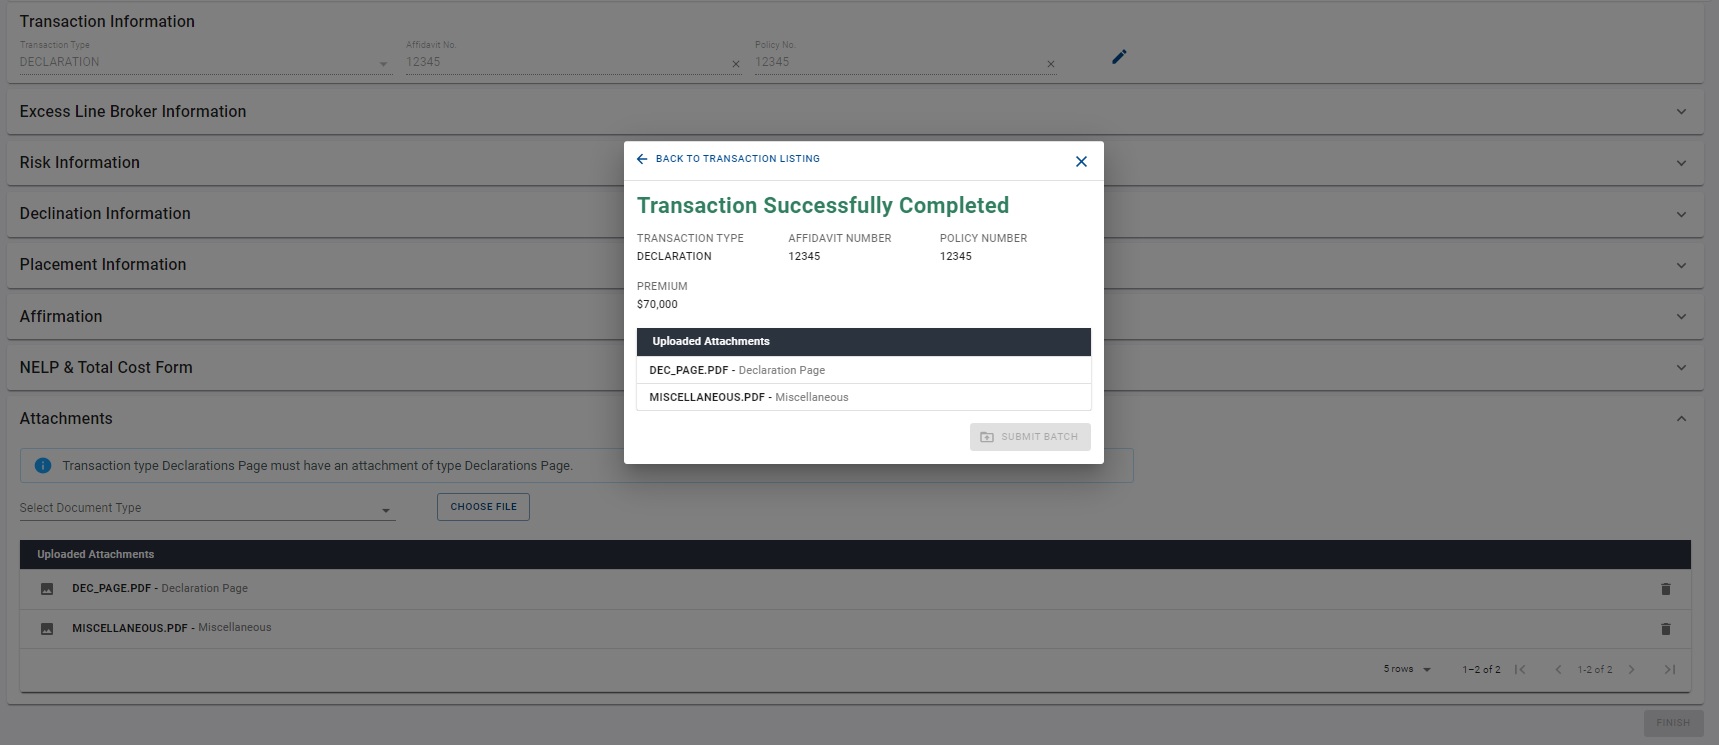 Transaction Information
Transaction Type Affidavit No. Policy No.
DECLARATION 12345 12345
Excess Line Broker Information
Risk Information
Declination Information
Placement Information
Affirmation
NELP & Total Cost Form
Attachments
Transaction type Declarations Page must have an attachment of type Declarations Page.
Select Document Type CHOOSE FILE
Uploaded Attachments
DEC_PAGE.PDF - Declaration Page
MISCELLANEOUS.PDF - Miscellaneous
5 rows 1–2 of 2 1-2 of 2
FINISH
BACK TO TRANSACTION LISTING
Transaction Successfully Completed
TRANSACTION TYPE AFFIDAVIT NUMBER POLICY NUMBER
DECLARATION 12345 12345
PREMIUM
$70,000
Uploaded Attachments
DEC_PAGE.PDF - Declaration Page
MISCELLANEOUS.PDF - Miscellaneous
SUBMIT BATCH